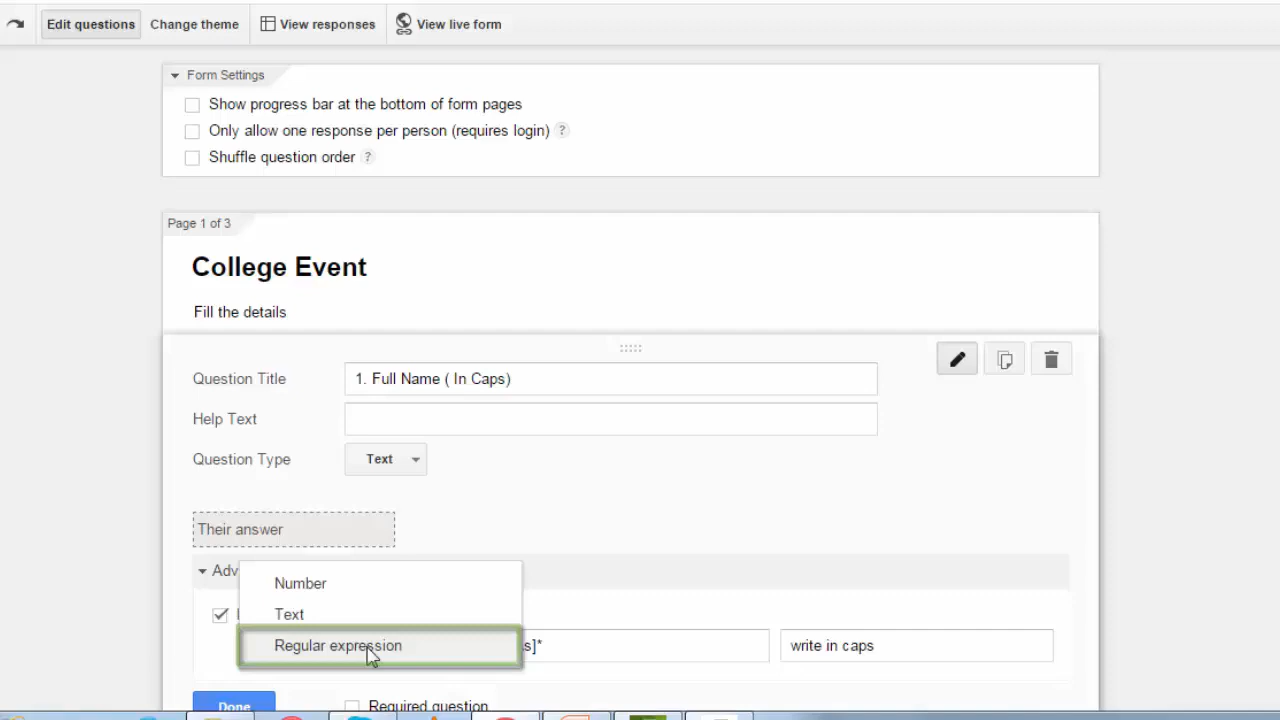 Edit questions Change theme View responses View live form
Form Settings
Show progress bar at the bottom of form pages
Only allow one response per person (requires login) ?
Shuffle question order ?
Page 1 of 3
College Event
Fill the details
Question Title 1. Full Name ( In Caps)
Help Text
Question Type Text
Their answer
Adv
Number
Text
Regular expression s]* write in caps
Done Required question